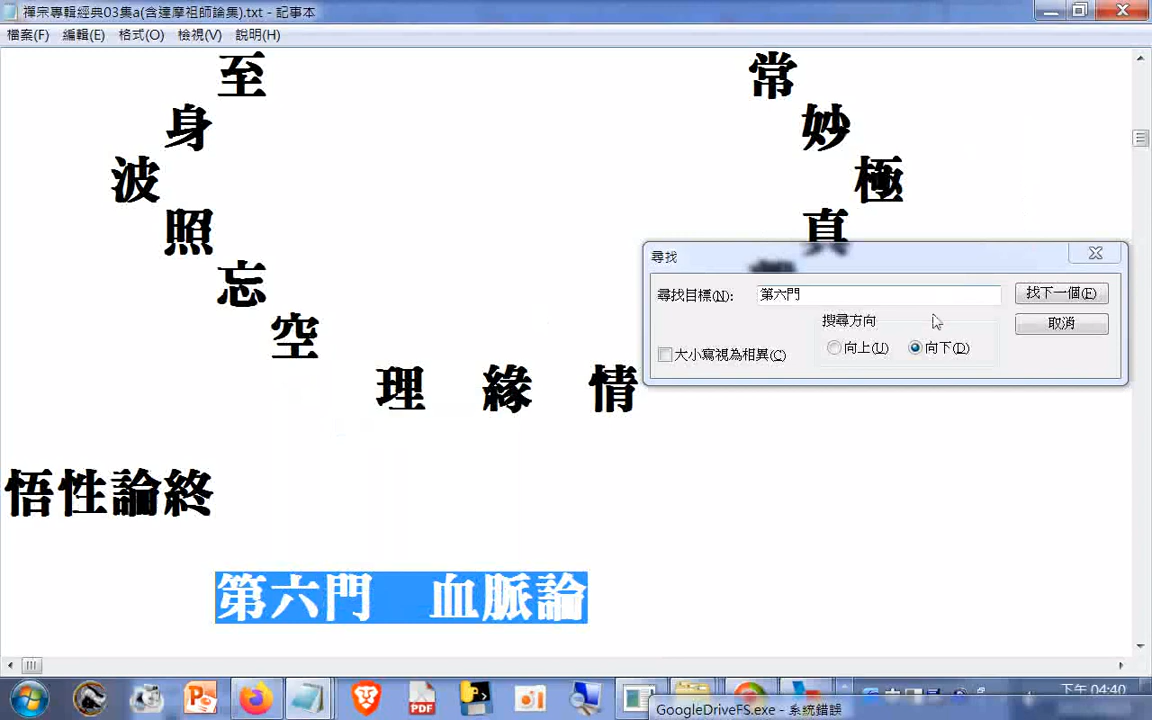 禪宗專輯經典03集a(含達摩祖師論集).txt - 記事本
檔案(F) 編輯(E) 格式(O) 檢視(V) 說明(H)
至 常
身 妙
波 極
照 真
忘
空
理 緣 情
尋找
尋找目標(N): 第六門 找下一個(F)
搜尋方向 取消
大小寫視為相異(C) 向上(U) 向下(D)
悟性論終
第六門 血脈論
PDF
下午 04:40
GoogleDriveFS.exe - 系統錯誤